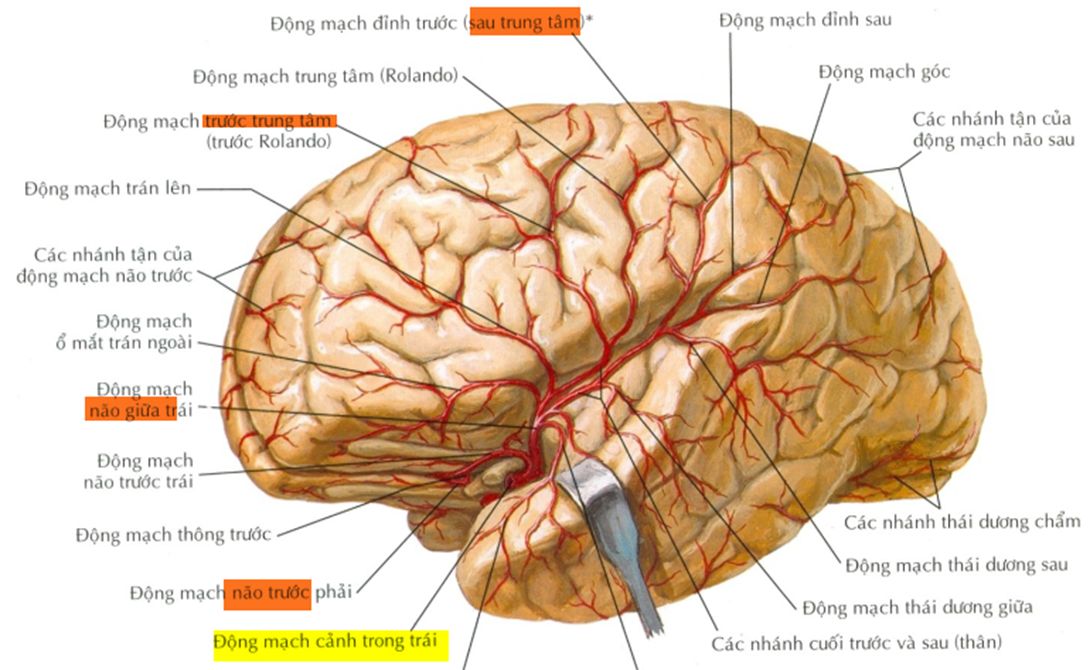 Động mạch đỉnh trước (sau trung tâm)*
Động mạch trung tâm (Rolando)
Động mạch trước trung tâm
(trước Rolando)
Động mạch trán lên
Các nhánh tận của
động mạch não trước
Động mạch
ổ mắt trán ngoài
Động mạch
não giữa trái
Động mạch
não trước trái
Động mạch thông trước
Động mạch não trước phải
Động mạch cảnh trong trái
Động mạch đỉnh sau
Động mạch góc
Các nhánh tận của
động mạch não sau
Các nhánh thái dương chẩm
Động mạch thái dương sau
Động mạch thái dương giữa
Các nhánh cuối trước và sau (thân)